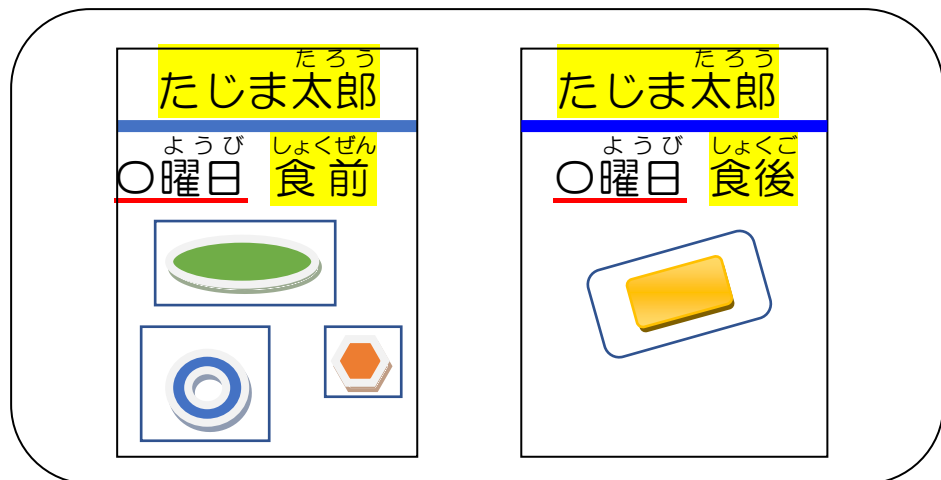 たろう
たじま太郎
ようび しょくぜん
〇曜日 食前
たろう
たじま太郎
ようび しょくご
〇曜日 食後